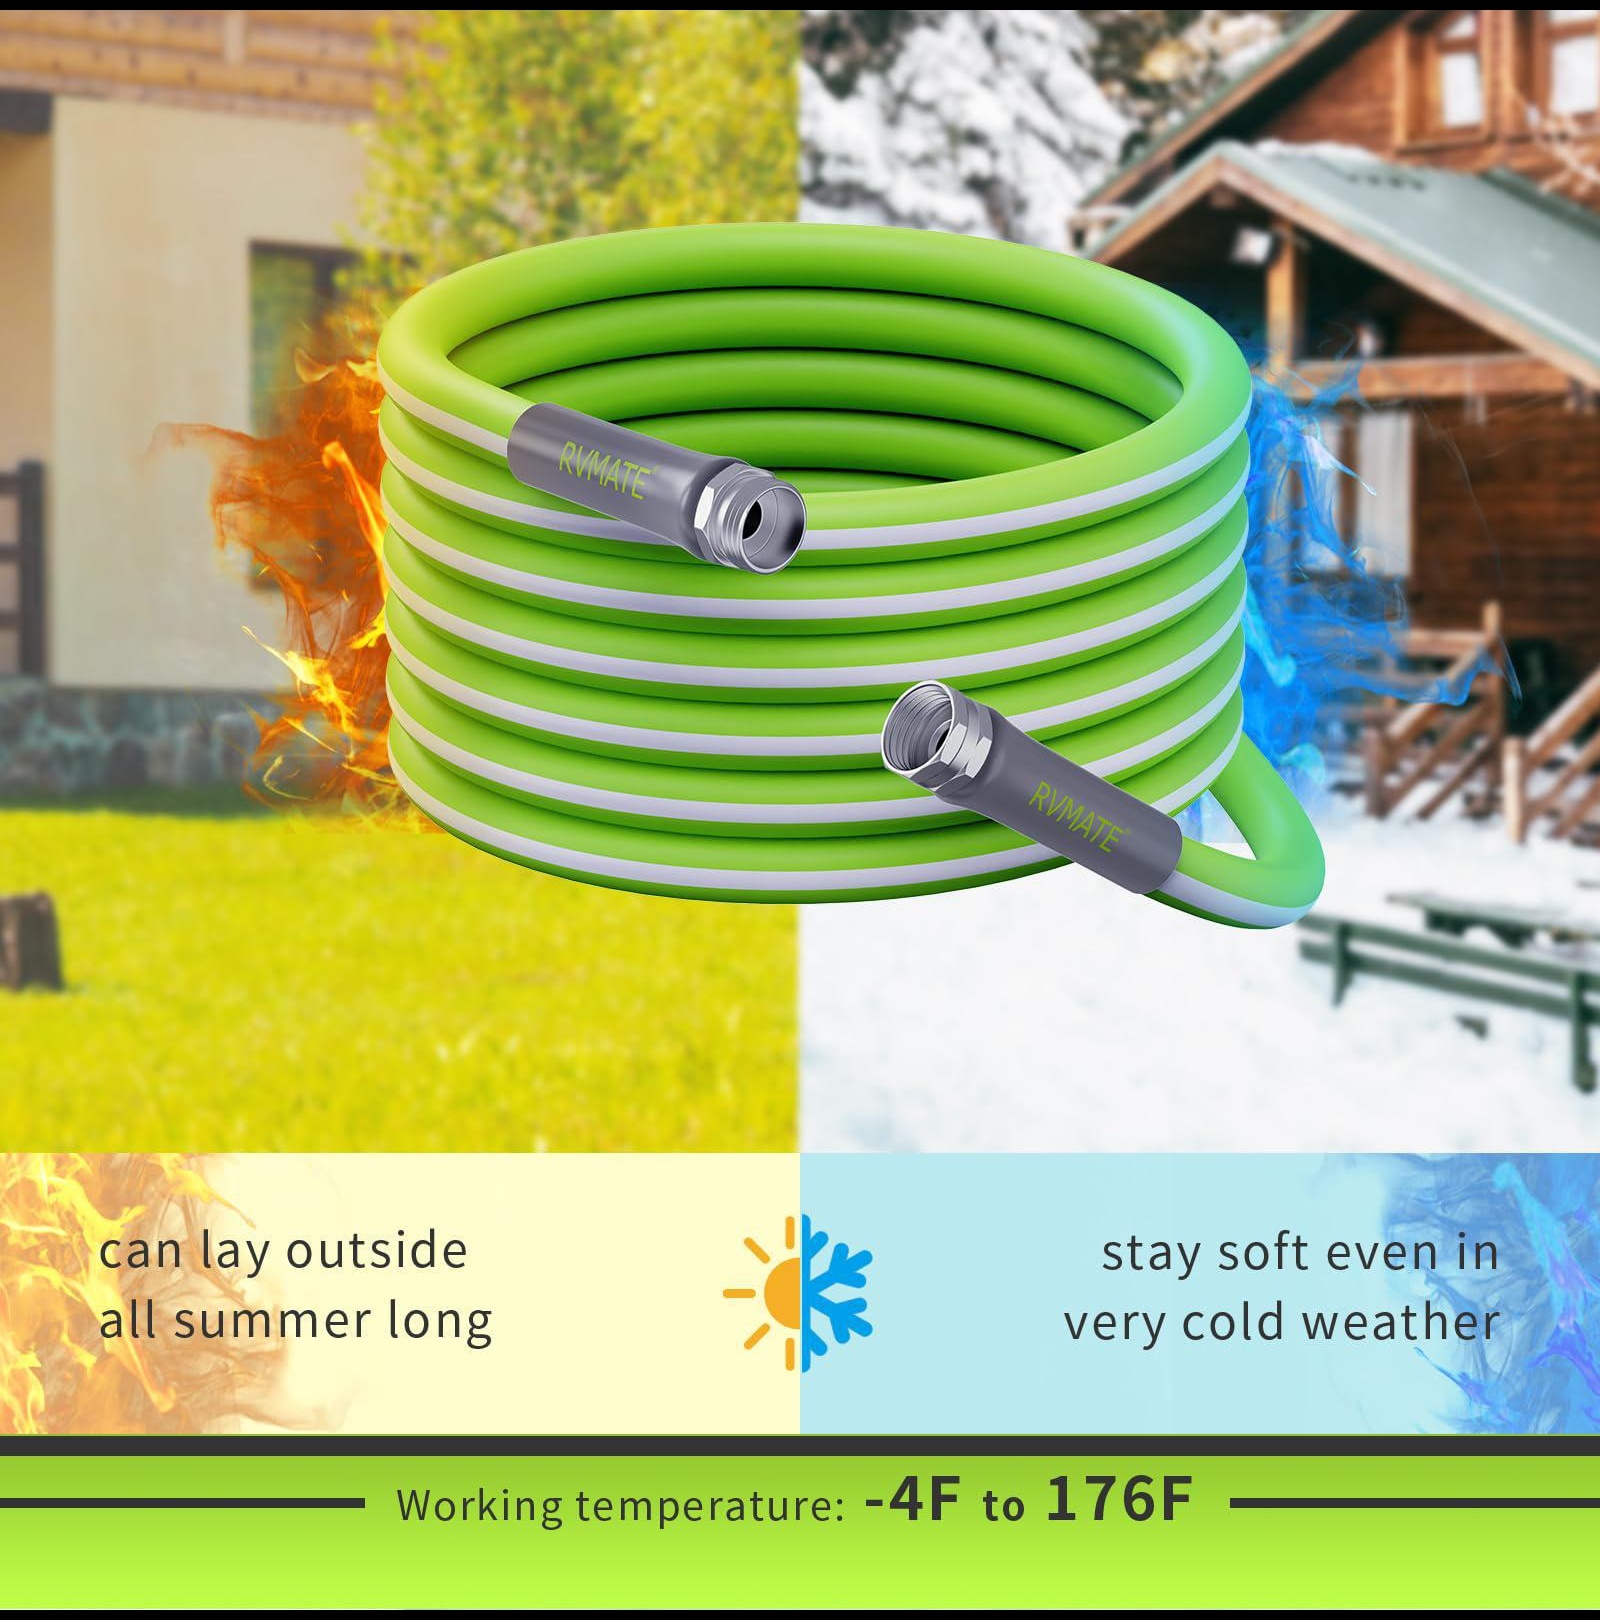 RVMATE®
RVMATE®
can lay outside
all summer long
stay soft even in
very cold weather
Working temperature: -4F to 176F